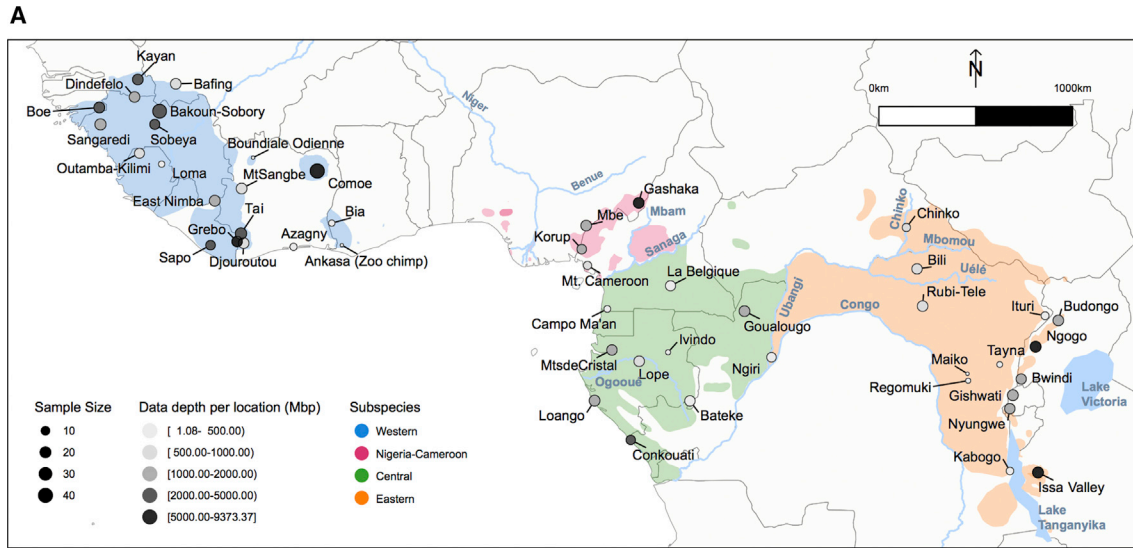 A
Kayan
Dindefelo
Bafing
Boe
Bakoun-Sobory
Sangaredi
Sobeya
Boundiale Odienne
Outamba-Kilimi
Loma
MtSangbe
Comoe
East Nimba
Tai
Bia
Grebo
Azagny
Sapo
Djouroutou
Ankasa (Zoo chimp)
Niger
Benue
Gashaka
Mbe
Mbam
Korup
Sanaga
Mt. Cameroon
La Belgique
Campo Ma'an
Goualougo
Ubangi
MtsdeCristal
Ivindo
Lope
Ngiri
Ogooué
Loango
Bateke
Conkouati
N
0km
1000km
Chinko
Chinko
Mbomou
Bili
Uélé
Rubi-Tele
Congo
Ituri
Budongo
Ngogo
Tayna
Maiko
Regomuki
Bwindi
Gishwati
Lake
Victoria
Nyungwe
Kabogo
Issa Valley
Lake
Tanganyika
Sample Size
10
20
30
40
Data depth per location (Mbp)
[ 1.08- 500.00)
[ 500.00-1000.00)
[1000.00-2000.00)
[2000.00-5000.00)
[5000.00-9373.37]
Subspecies
Western
Nigeria-Cameroon
Central
Eastern